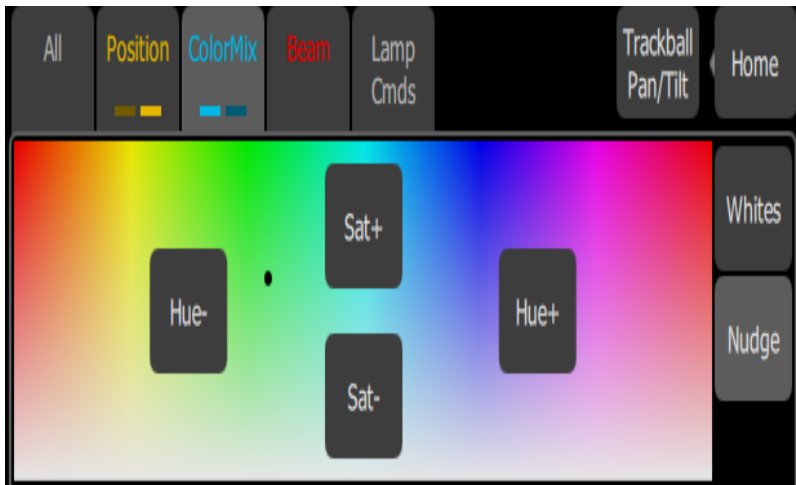 All
Position
ColorMix
Beam
Lamp
Cmds
Trackball
Pan/Tilt
Home
Sat+
Whites
Hue-
Hue+
Nudge
Sat-